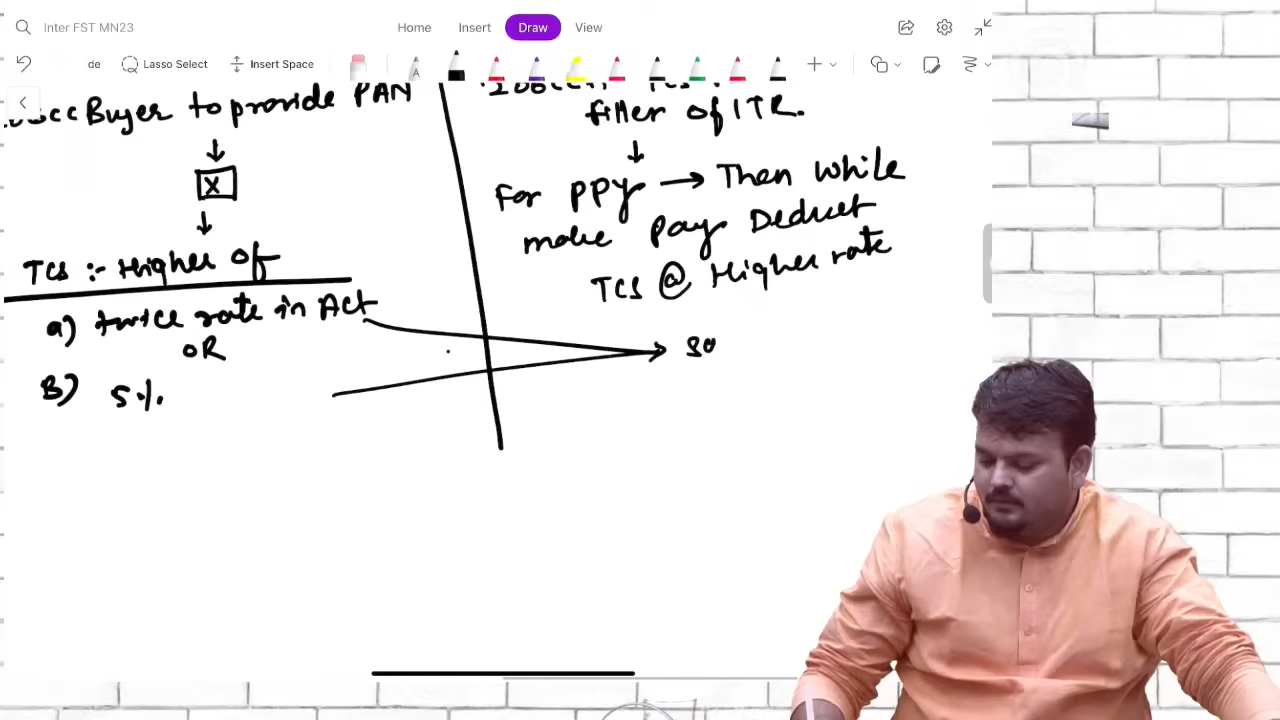 Inter FST MN23
Home Insert Draw View
de Lasso Select Insert Space
Buyer to provide PAN
X
TCS :- Higher Of
a) twice rate in Act
OR
B) 5%
filler of ITR.
For PPY → Then While
make Pay Deduct
TCS @ Higher rate